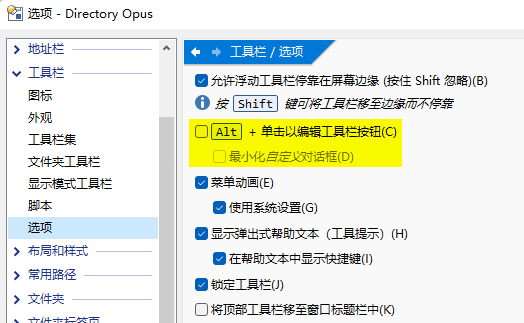 选项 - Directory Opus
地址栏
工具栏
图标
外观
工具栏集
文件夹工具栏
显示模式工具栏
脚本
选项
布局和样式
常用路径
文件夹
文件夹标签页
工具栏 / 选项
允许浮动工具栏停靠在屏幕边缘 (按住 Shift 忽略)(B)
按 Shift 键可将工具栏移至边缘而不停靠
Alt + 单击以编辑工具栏按钮(C)
最小化自定义对话框(D)
菜单动画(E)
使用系统设置(G)
显示弹出式帮助文本（工具提示）(H)
在帮助文本中显示快捷键(I)
锁定工具栏(J)
将顶部工具栏移至窗口标题栏中(K)